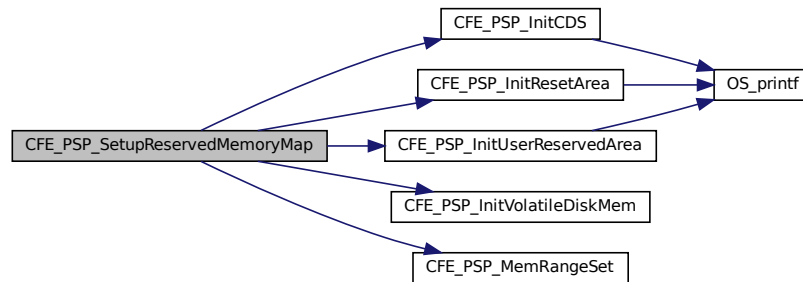 CFE_PSP_InitCDS
CFE_PSP_InitResetArea
OS_printf
CFE_PSP_SetupReservedMemoryMap
CFE_PSP_InitUserReservedArea
CFE_PSP_InitVolatileDiskMem
CFE_PSP_MemRangeSet